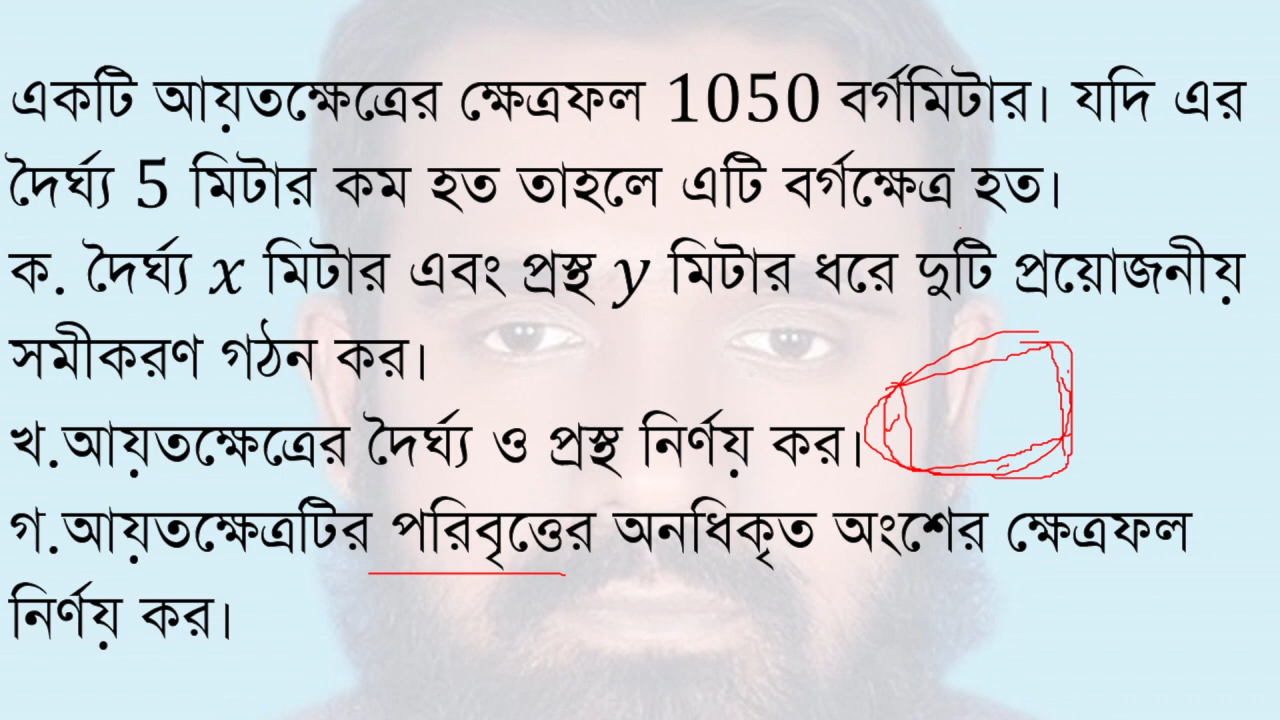 একটি আয়তক্ষেত্রের ক্ষেত্রফল 1050 বর্গমিটার। যদি এর
দৈর্ঘ্য 5 মিটার কম হত তাহলে এটি বর্গক্ষেত্র হত।
ক. দৈর্ঘ্য x মিটার এবং প্রস্থ y মিটার ধরে দুটি প্রয়োজনীয়
সমীকরণ গঠন কর।
খ.আয়তক্ষেত্রের দৈর্ঘ্য ও প্রস্থ নির্ণয় কর।
গ.আয়তক্ষেত্রটির পরিবৃত্তের অনধিকৃত অংশের ক্ষেত্রফল
নির্ণয় কর।